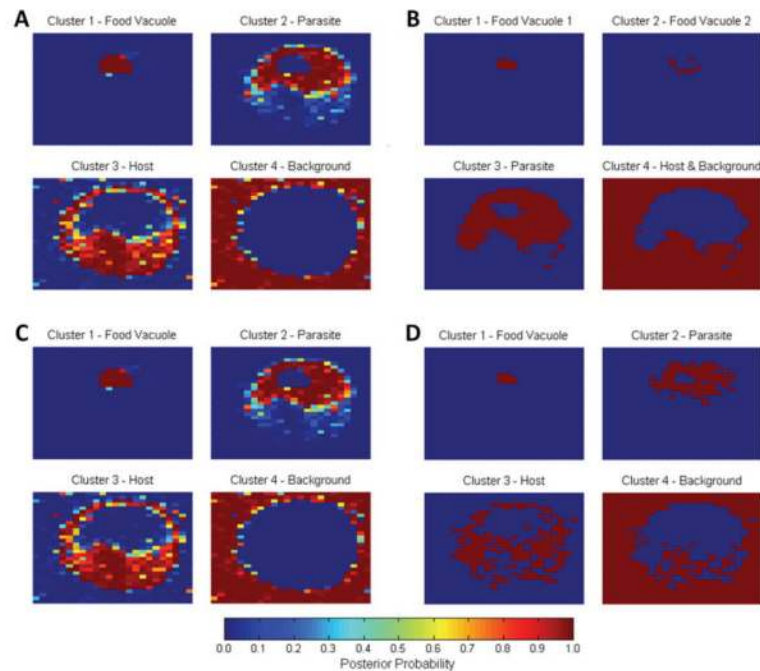 A
B
Cluster 1 - Food Vacuole
Cluster 2 - Parasite
Cluster 1 - Food Vacuole 1
Cluster 2 - Food Vacuole 2
Cluster 3 - Host
Cluster 4 - Background
Cluster 3 - Parasite
Cluster 4 - Host & Background
C
D
Cluster 1 - Food Vacuole
Cluster 2 - Parasite
Cluster 1 - Food Vacuole
Cluster 2 - Parasite
Cluster 3 - Host
Cluster 4 - Background
Cluster 3 - Host
Cluster 4 - Background
0.0 0.1 0.2 0.3 0.4 0.5 0.6 0.7 0.8 0.9 1.0
Posterior Probability